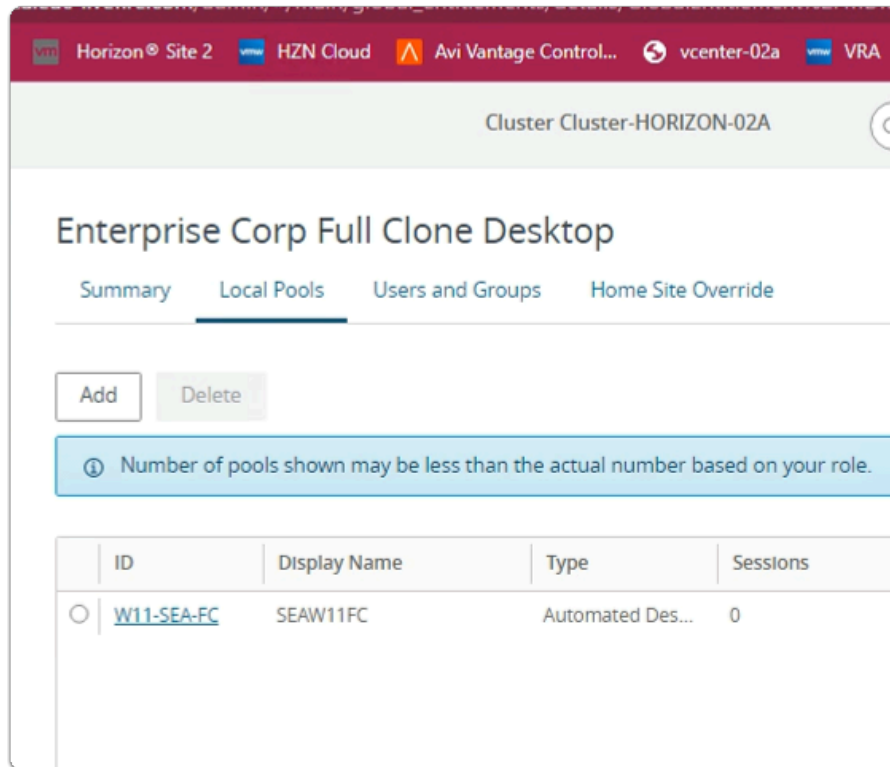 vm Horizon® Site 2 vmw HZN Cloud Avi Vantage Control... vcenter-02a vmw VRA
Cluster Cluster-HORIZON-02A
Enterprise Corp Full Clone Desktop
Summary Local Pools Users and Groups Home Site Override
Add Delete
Number of pools shown may be less than the actual number based on your role.
ID Display Name Type Sessions
W11-SEA-FC SEAW11FC Automated Des... 0